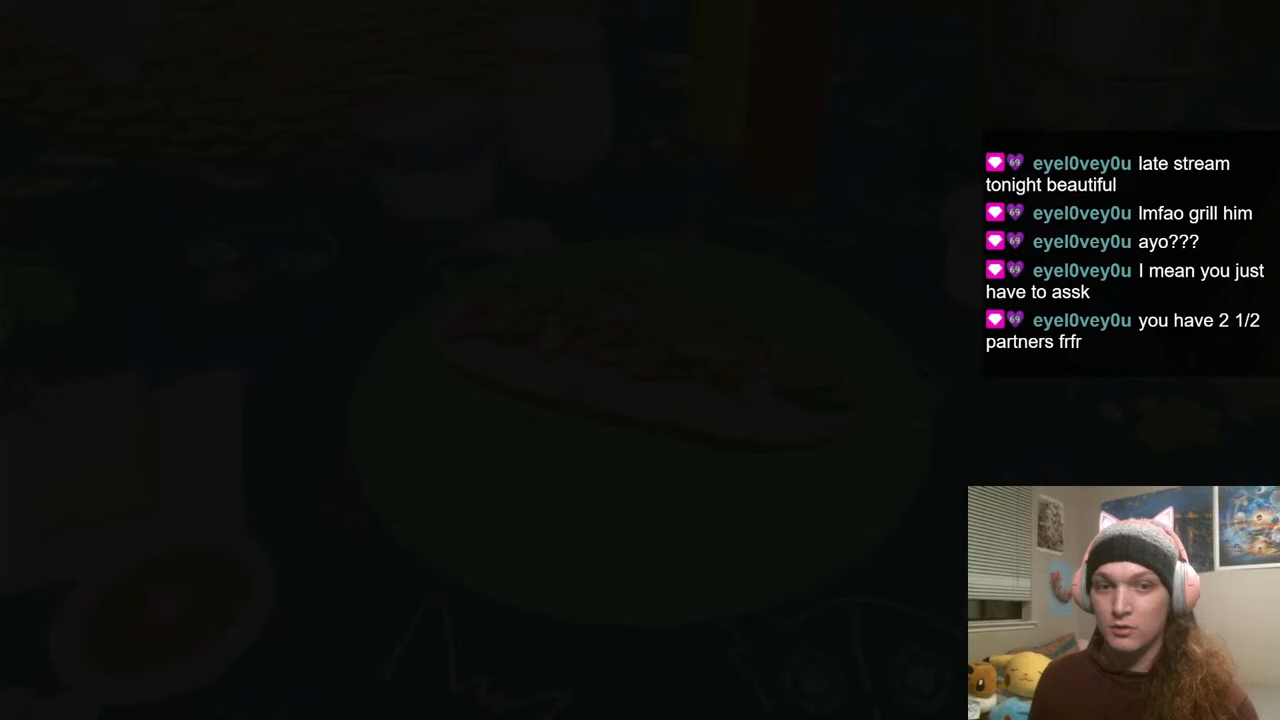 eyel0vey0u late stream
tonight beautiful
eyel0vey0u lmfao grill him
eyel0vey0u ayo???
eyel0vey0u I mean you just
have to assk
eyel0vey0u you have 2 1/2
partners frfr